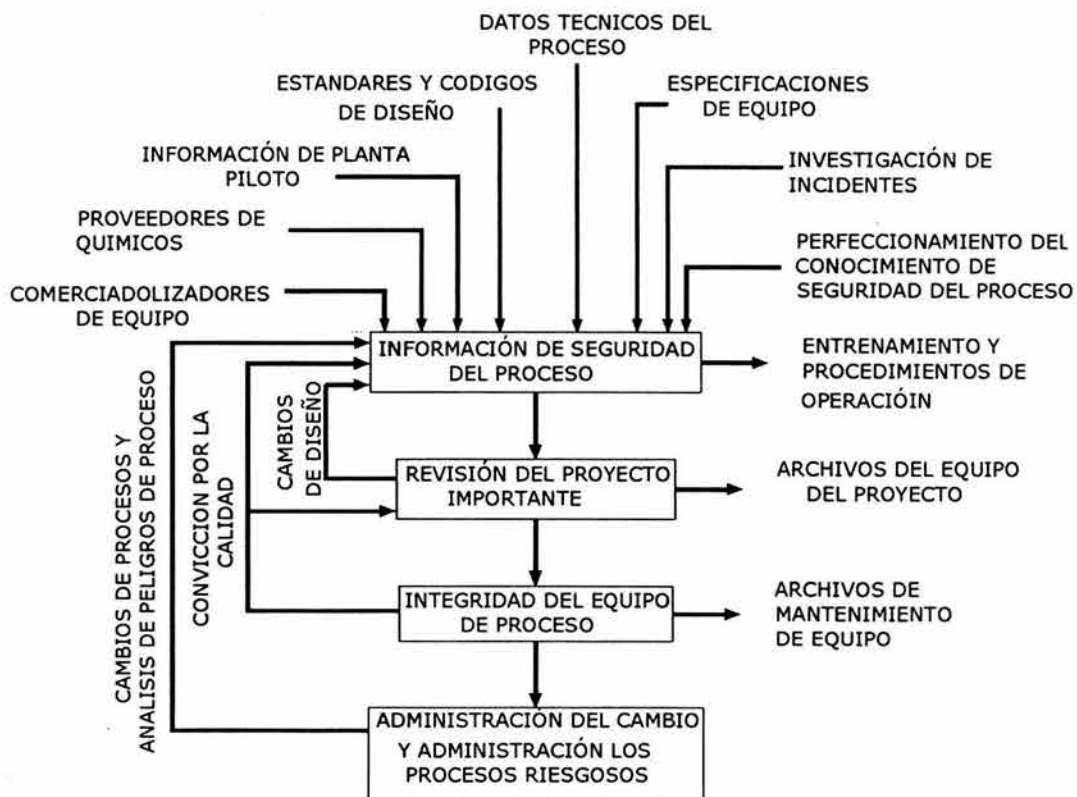 DATOS TECNICOS DEL
PROCESO
ESTANDARES Y CODIGOS
DE DISEÑO
ESPECIFICACIONES
DE EQUIPO
INFORMACIÓN DE PLANTA
PILOTO
INVESTIGACIÓN DE
INCIDENTES
PROVEEDORES DE
QUIMICOS
PERFECCIONAMIENTO DEL
CONOCIMIENTO DE
SEGURIDAD DEL PROCESO
COMERCIADOLIZADORES
DE EQUIPO
INFORMACIÓN DE SEGURIDAD
DEL PROCESO
ENTRENAMIENTO Y
PROCEDIMIENTOS DE
OPERACIÓIN
CAMBIOS
DE DISEÑO
REVISIÓN DEL PROYECTO
IMPORTANTE
ARCHIVOS DEL EQUIPO
DEL PROYECTO
CONVICCION POR LA
CALIDAD
CAMBIOS DE PROCESOS Y
ANALISIS DE PELIGROS DE PROCESO
INTEGRIDAD DEL EQUIPO
DE PROCESO
ARCHIVOS DE
MANTENIMIENTO
DE EQUIPO
ADMINISTRACIÓN DEL CAMBIO
Y ADMINISTRACIÓN LOS
PROCESOS RIESGOSOS